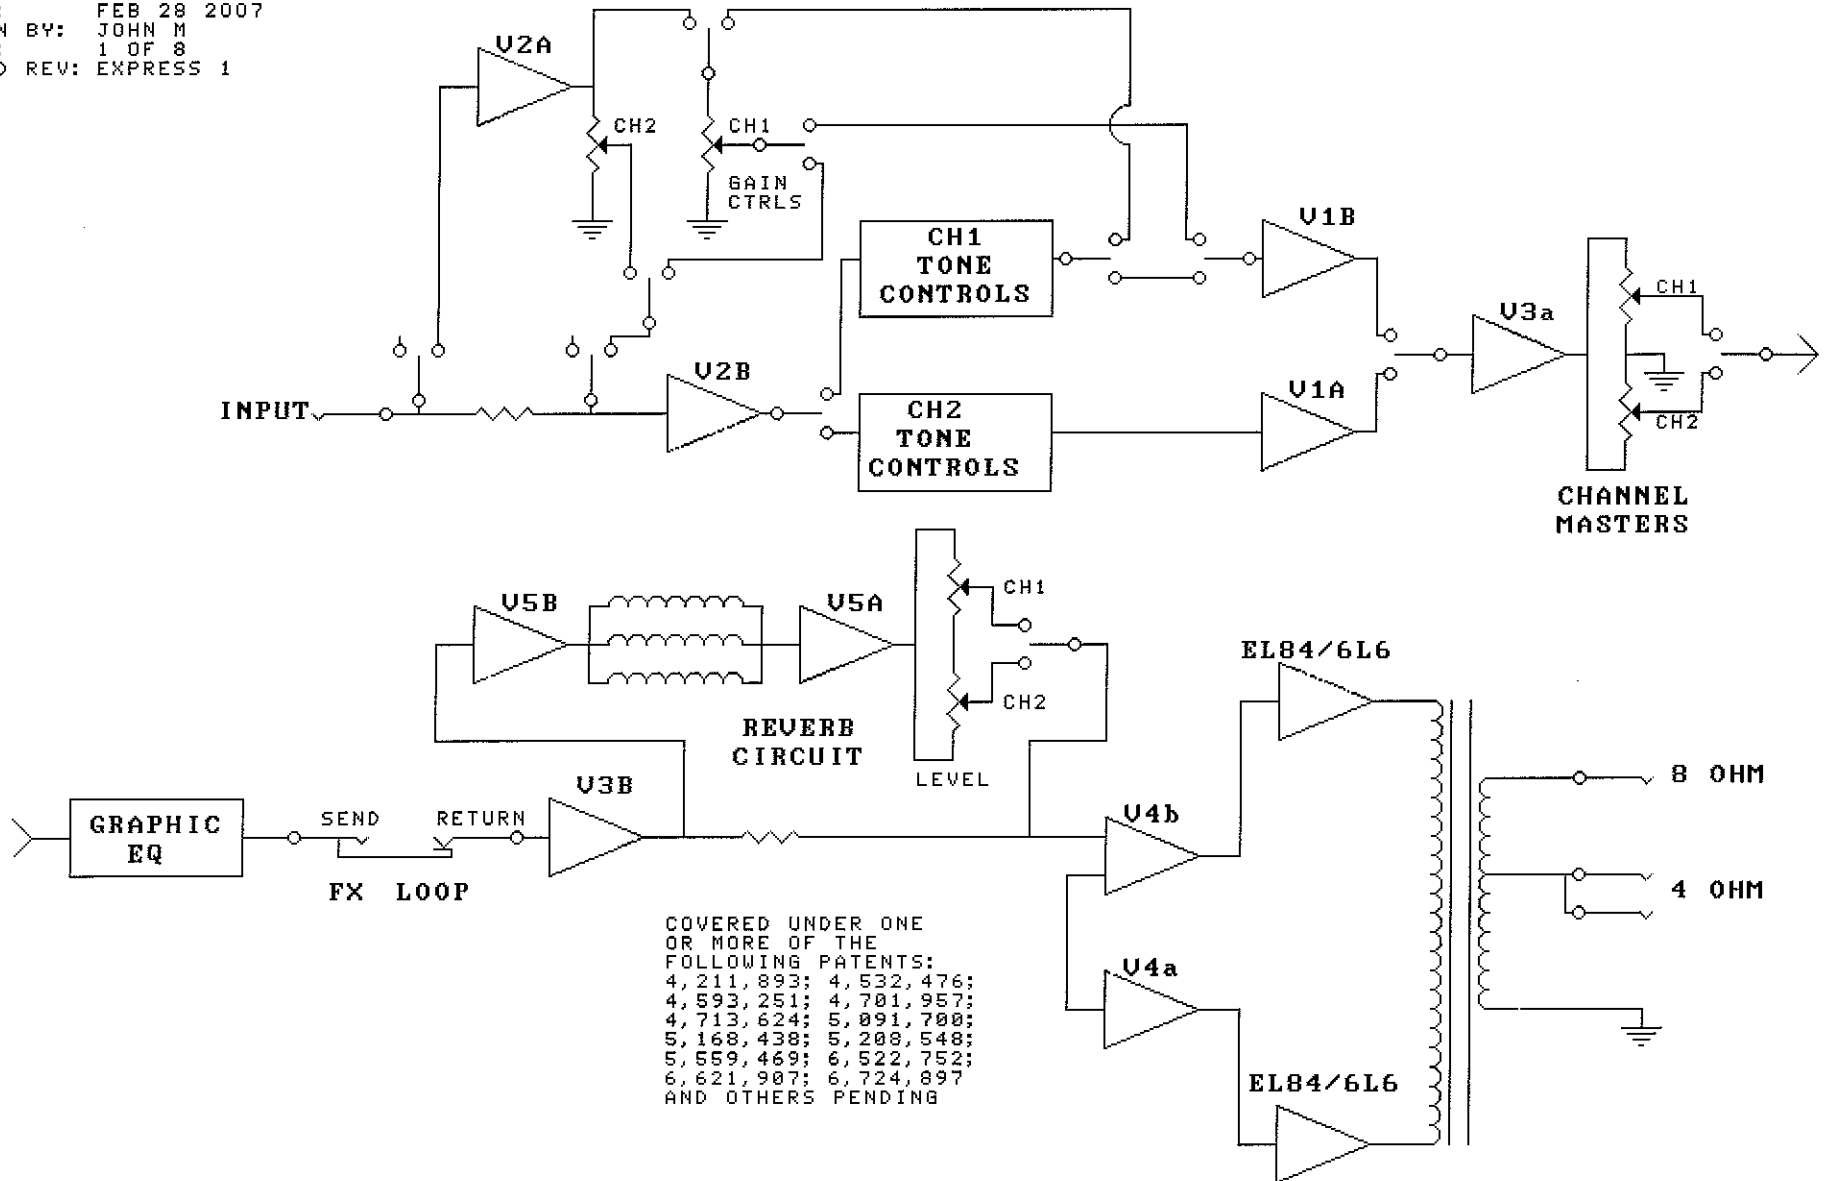 : FEB 28 2007
N BY: JOHN M
: 1 OF 8
O REV: EXPRESS 1
V2A
CH2
CH1
GAIN
CTRLS
CH1
TONE
CONTROLS
V1B
V3a
CH1
CH2
INPUT
V2B
CH2
TONE
CONTROLS
V1A
CHANNEL
MASTERS
V5B
V5A
CH1
CH2
REVERB
CIRCUIT
LEVEL
EL84/6L6
GRAPHIC
EQ
SEND
RETURN
FX LOOP
V3B
V4b
8 OHM
4 OHM
COVERED UNDER ONE
OR MORE OF THE
FOLLOWING PATENTS:
4,211,893; 4,532,476;
4,593,251; 4,701,957;
4,713,624; 5,091,700;
5,168,438; 5,208,548;
5,559,469; 6,522,752;
6,621,907; 6,724,897
AND OTHERS PENDING
V4a
EL84/6L6